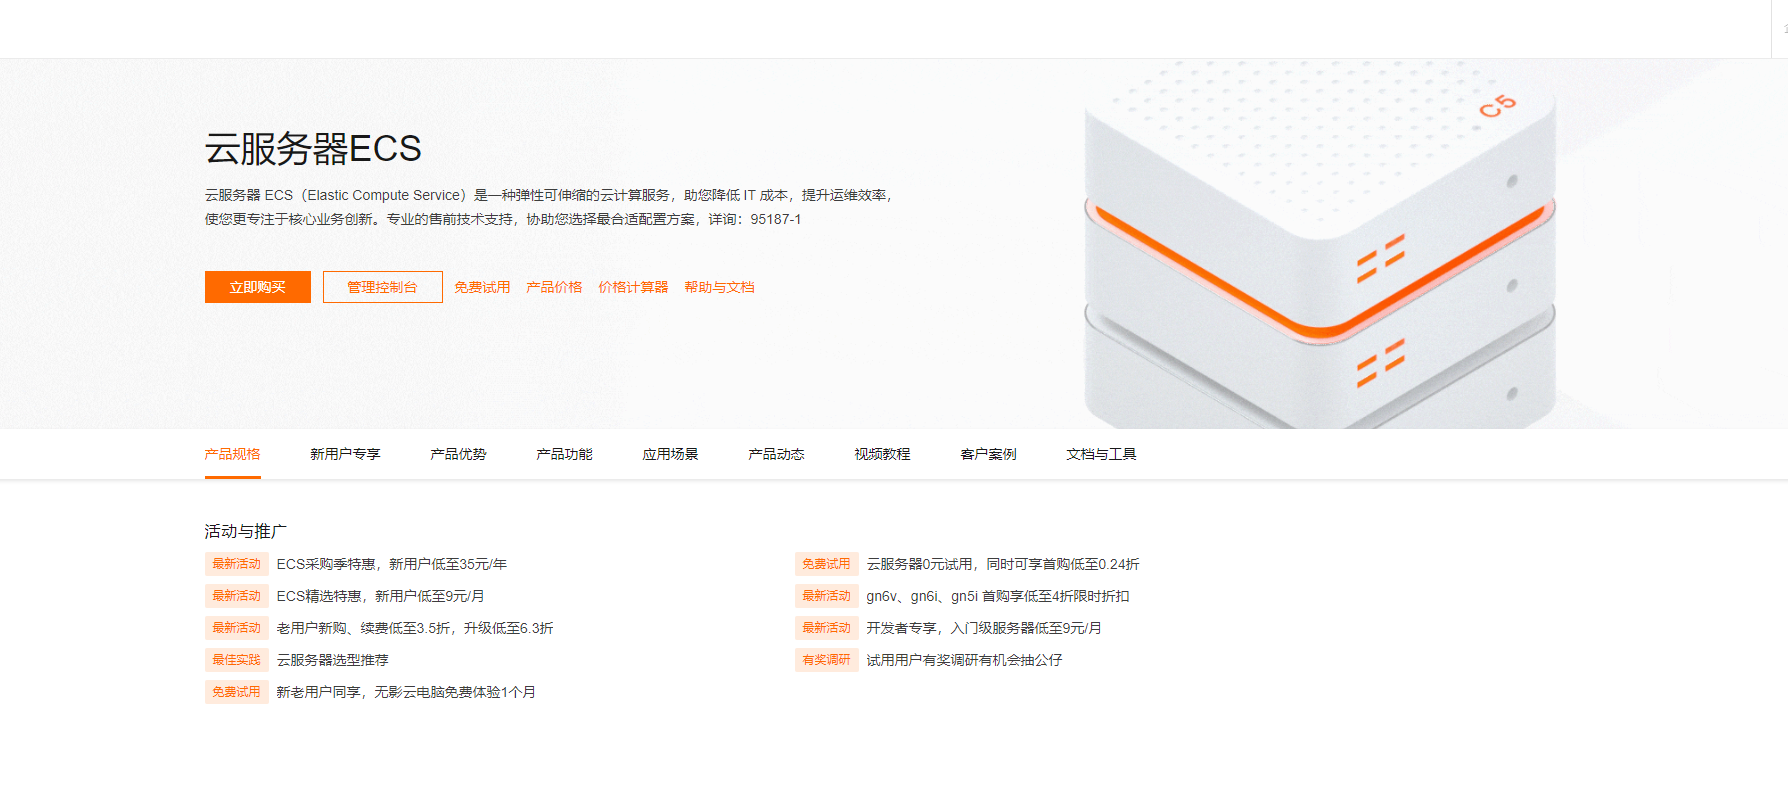 C5
云服务器ECS
云服务器 ECS（Elastic Compute Service）是一种弹性可伸缩的云计算服务，助您降低 IT 成本，提升运维效率，
使您更专注于核心业务创新。专业的售前技术支持，协助您选择最合适配置方案，详询：95187-1
立即购买 管理控制台 免费试用 产品价格 价格计算器 帮助与文档
产品规格 新用户专享 产品优势 产品功能 应用场景 产品动态 视频教程 客户案例 文档与工具
活动与推广
最新活动 ECS采购季特惠，新用户低至35元/年
免费试用 云服务器0元试用，同时可享首购低至0.24折
最新活动 ECS精选特惠，新用户低至9元/月
最新活动 gn6v、gn6i、gn5i 首购享低至4折限时折扣
最新活动 老用户新购、续费低至3.5折，升级低至6.3折
最新活动 开发者专享，入门级服务器低至9元/月
最佳实践 云服务器选型推荐
有奖调研 试用用户有奖调研有机会抽公仔
免费试用 新老用户同享，无影云电脑免费体验1个月